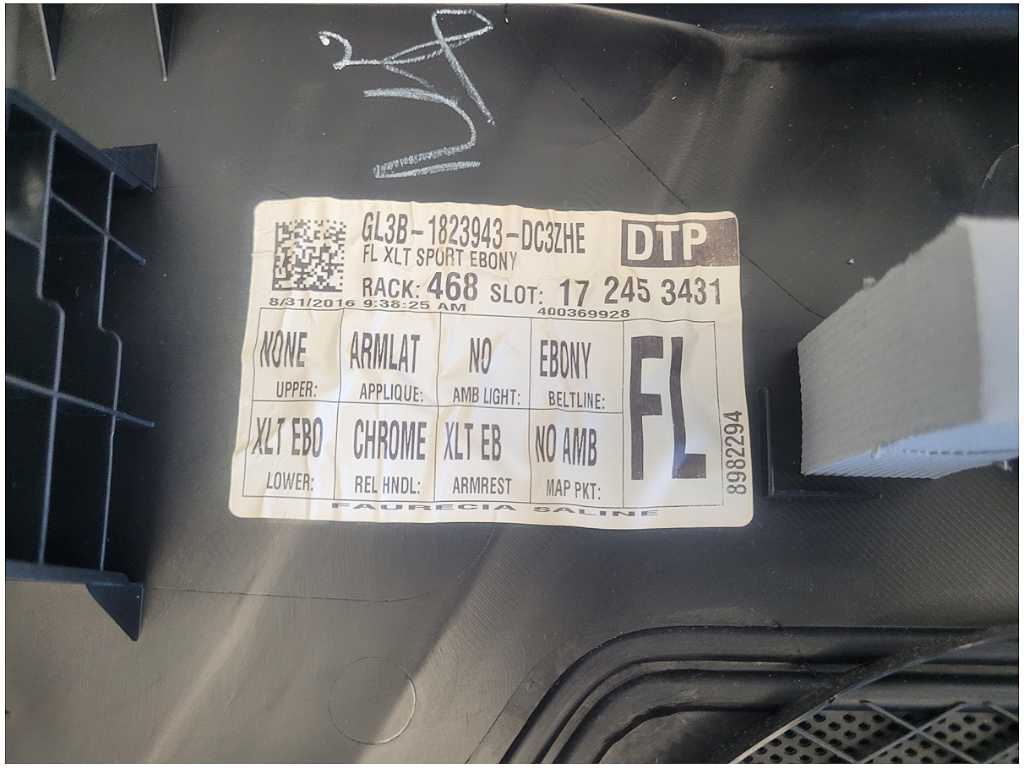 GL3B-1823943-DC3ZHE
DTP
FL XLT SPORT EBONY
RACK: 468 SLOT: 17 245 3431
8/31/2016 9:38:25 AM 400369928
NONE ARMLAT NO EBONY
UPPER: APPLIQUE: AMB LIGHT: BELTLINE:
FL
XLT EBO CHROME XLT EB NO AMB
LOWER: REL HNDL: ARMREST MAP PKT:
8982294
FAURECIA SALINE